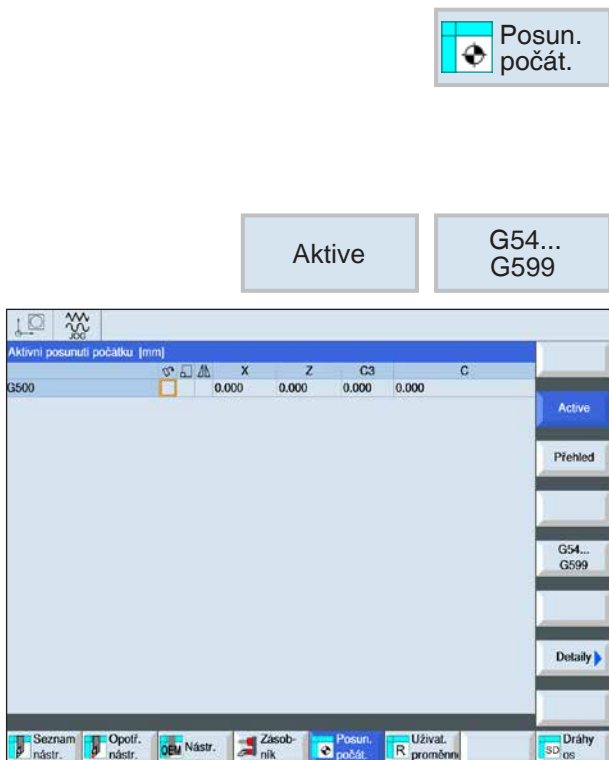 Posun.
počát.
Aktive
G54...
G599
JOG
Aktivní posunutí počátku [mm]
X Z C3 C
G500 0.000 0.000 0.000 0.000
Active
Přehled
G54...
G599
Detaily
Seznam
nástr.
Opotř.
nástr.
OEM Nástr.
Zásob-
ník
Posun.
počát.
R Uživat.
proměnn
SD Dráhy
os